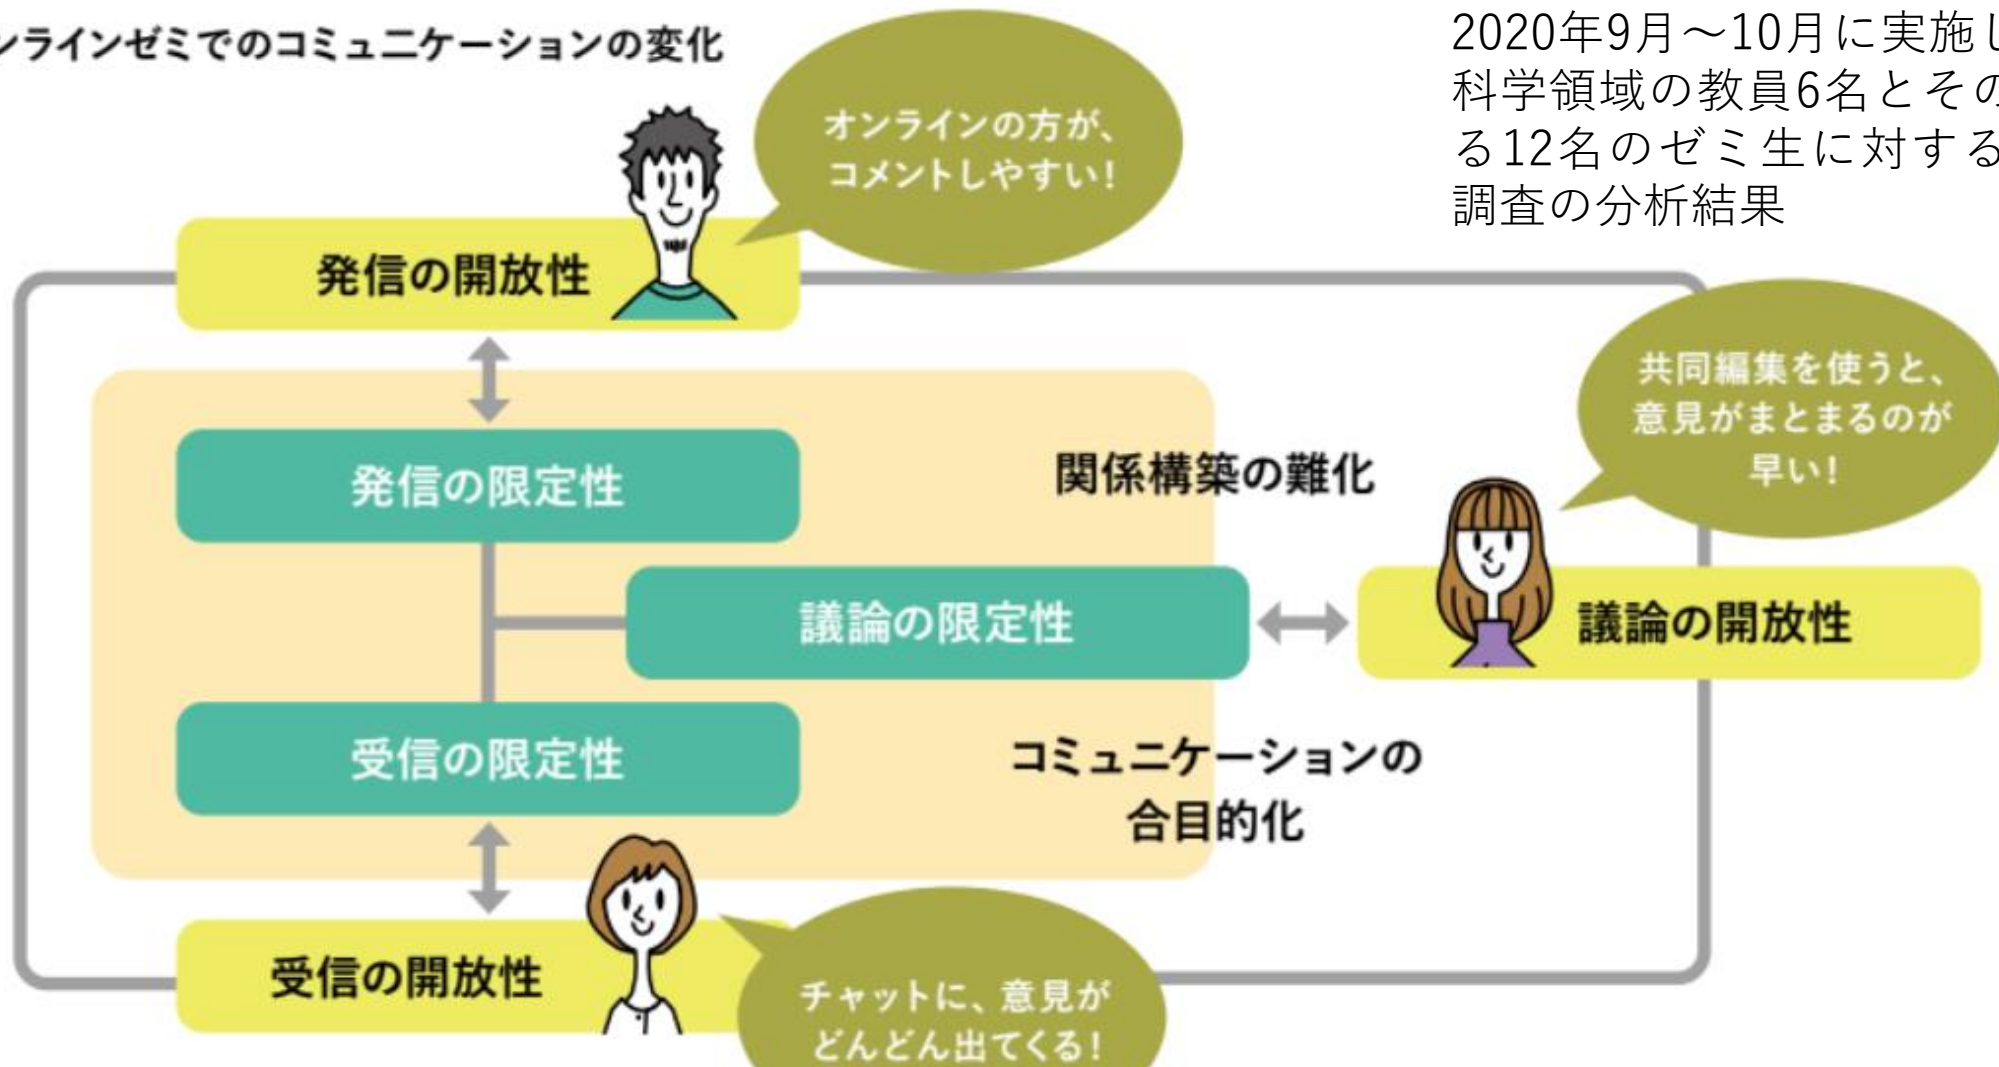 ンラインゼミでのコミュニケーションの変化
2020年9月～10月に実施し
科学領域の教員6名とその
る12名のゼミ生に対する
調査の分析結果
オンラインの方が、
コメントしやすい！
発信の開放性
共同編集を使うと、
意見がまとまるのが
早い！
発信の限定性
関係構築の難化
議論の限定性
議論の開放性
受信の限定性
コミュニケーションの
合目的化
受信の開放性
チャットに、意見が
どんどん出てくる！